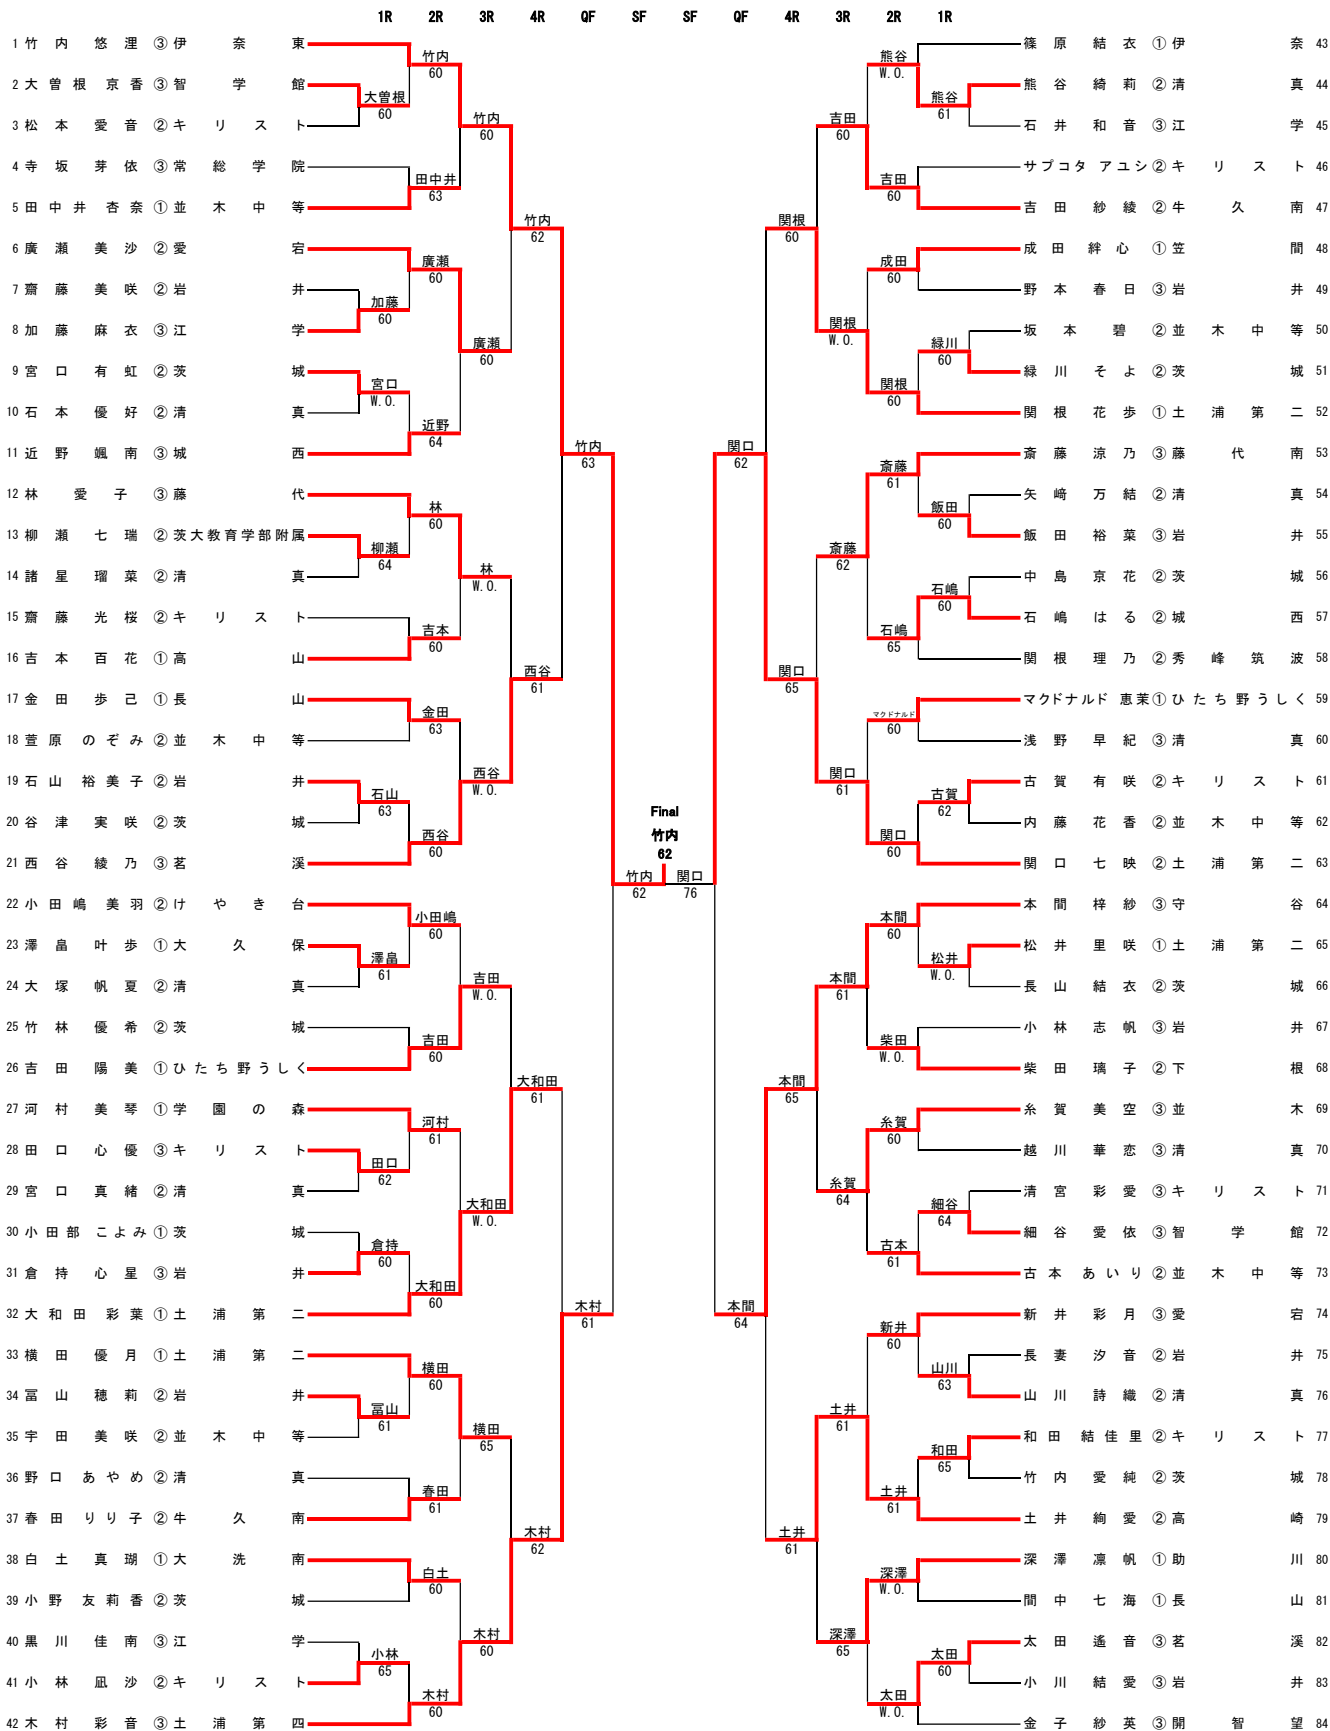 1R 2R 3R 4R QF SF SF QF 4R 3R 2R 1R
1 竹内 悠浬 ③ 伊奈東
2 大曽根 京香 ③ 智学館
3 松本 愛音 ② キリスト
4 寺坂 芽依 ③ 常総学院
5 田中井 杏奈 ① 並木中等
6 廣瀬 美沙 ② 愛宕
7 齋藤 美咲 ② 岩井
8 加藤 麻衣 ③ 江学
9 宮口 有虹 ② 茨城
10 石本 優好 ② 清真
11 近野 颯南 ③ 城西
12 林 愛子 ③ 藤代
13 柳瀬 七瑞 ② 茨大教育学部附属
14 諸星 瑠菜 ② 清真
15 齋藤 光桜 ② キリスト
16 吉本 百花 ① 高山
17 金田 歩己 ① 長山
18 萱原 のぞみ ② 並木中等
19 石山 裕美子 ② 岩井
20 谷津 実咲 ② 茨城
21 西谷 綾乃 ③ 茗溪
22 小田嶋 美羽 ② けやき台
23 澤畠 叶歩 ① 大久保
24 大塚 帆夏 ② 清真
25 竹林 優希 ② 茨城
26 吉田 陽美 ① ひたち野うしく
27 河村 美琴 ① 学園の森
28 田口 心優 ③ キリスト
29 宮口 真緒 ② 清真
30 小田部 こよみ ① 茨城
31 倉持 心星 ③ 岩井
32 大和田 彩葉 ① 土浦第二
33 横田 優月 ① 土浦第二
34 冨山 穂莉 ② 岩井
35 宇田 美咲 ② 並木中等
36 野口 あやめ ② 清真
37 春田 りり子 ② 牛久南
38 白土 真瑚 ① 大洗南
39 小野 友莉香 ② 茨城
40 黒川 佳南 ③ 江学
41 小林 凪沙 ② キリスト
42 木村 彩音 ③ 土浦第四
大曽根
60
加藤
60
宮口
W.O.
柳瀬
64
石山
63
澤畠
61
田口
62
倉持
60
冨山
61
小林
65
竹内
60
田中井
63
廣瀬
60
近野
64
林
60
吉本
60
金田
63
西谷
60
小田嶋
60
吉田
60
河村
61
大和田
60
横田
60
春田
61
白土
60
木村
60
竹内
60
廣瀬
60
林
W.O.
西谷
W.O.
吉田
W.O.
大和田
W.O.
横田
65
木村
60
竹内
62
西谷
61
大和田
61
木村
62
竹内
63
木村
61
竹内
62
Final
竹内
62
関口
76
関口
62
本間
64
関根
60
関口
65
本間
65
土井
61
吉田
60
関根
W.O.
斎藤
62
関口
61
本間
61
糸賀
64
土井
61
深澤
65
熊谷
W.O.
吉田
60
成田
60
関根
60
斎藤
61
石嶋
65
マクドナルド
60
関口
60
本間
60
柴田
W.O.
糸賀
60
古本
61
新井
60
土井
61
深澤
W.O.
太田
W.O.
熊谷
61
緑川
60
飯田
60
石嶋
60
古賀
62
松井
W.O.
細谷
64
山川
63
和田
65
太田
60
篠原 結衣 ① 伊奈 43
熊谷 綺莉 ② 清真 44
石井 和音 ③ 江学 45
サプコタ アユシ ② キリスト 46
吉田 紗綾 ② 牛久南 47
成田 絆心 ① 笠間 48
野本 春日 ③ 岩井 49
坂本 碧 ② 並木中等 50
緑川 そよ ② 茨城 51
関根 花歩 ① 土浦第二 52
斎藤 涼乃 ③ 藤代南 53
矢﨑 万結 ② 清真 54
飯田 裕菜 ③ 岩井 55
中島 京花 ② 茨城 56
石嶋 はる ② 城西 57
関根 理乃 ② 秀峰筑波 58
マクドナルド 恵茉 ① ひたち野うしく 59
浅野 早紀 ③ 清真 60
古賀 有咲 ② キリスト 61
内藤 花香 ② 並木中等 62
関口 七映 ② 土浦第二 63
本間 梓紗 ③ 守谷 64
松井 里咲 ① 土浦第二 65
長山 結衣 ② 茨城 66
小林 志帆 ③ 岩井 67
柴田 璃子 ② 下根 68
糸賀 美空 ③ 並木 69
越川 華恋 ③ 清真 70
清宮 彩愛 ③ キリスト 71
細谷 愛依 ③ 智学館 72
古本 あいり ② 並木中等 73
新井 彩月 ③ 愛宕 74
長妻 汐音 ② 岩井 75
山川 詩織 ② 清真 76
和田 結佳里 ② キリスト 77
竹内 愛純 ② 茨城 78
土井 絢愛 ② 高崎 79
深澤 凛帆 ① 助川 80
間中 七海 ① 長山 81
太田 遙音 ③ 茗溪 82
小川 結愛 ③ 岩井 83
金子 紗英 ③ 開智望 84